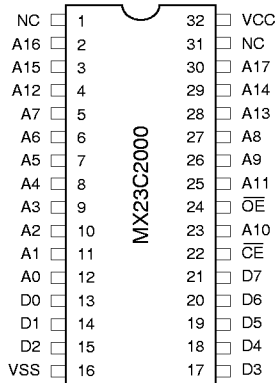 NC 1 32 VCC
A16 2 31 NC
A15 3 30 A17
A12 4 29 A14
A7 5 28 A13
A6 6 27 A8
A5 7 26 A9
A4 8 25 A11
A3 9 24 OE
A2 10 23 A10
A1 11 22 CE
A0 12 21 D7
D0 13 20 D6
D1 14 19 D5
D2 15 18 D4
VSS 16 17 D3
MX23C2000